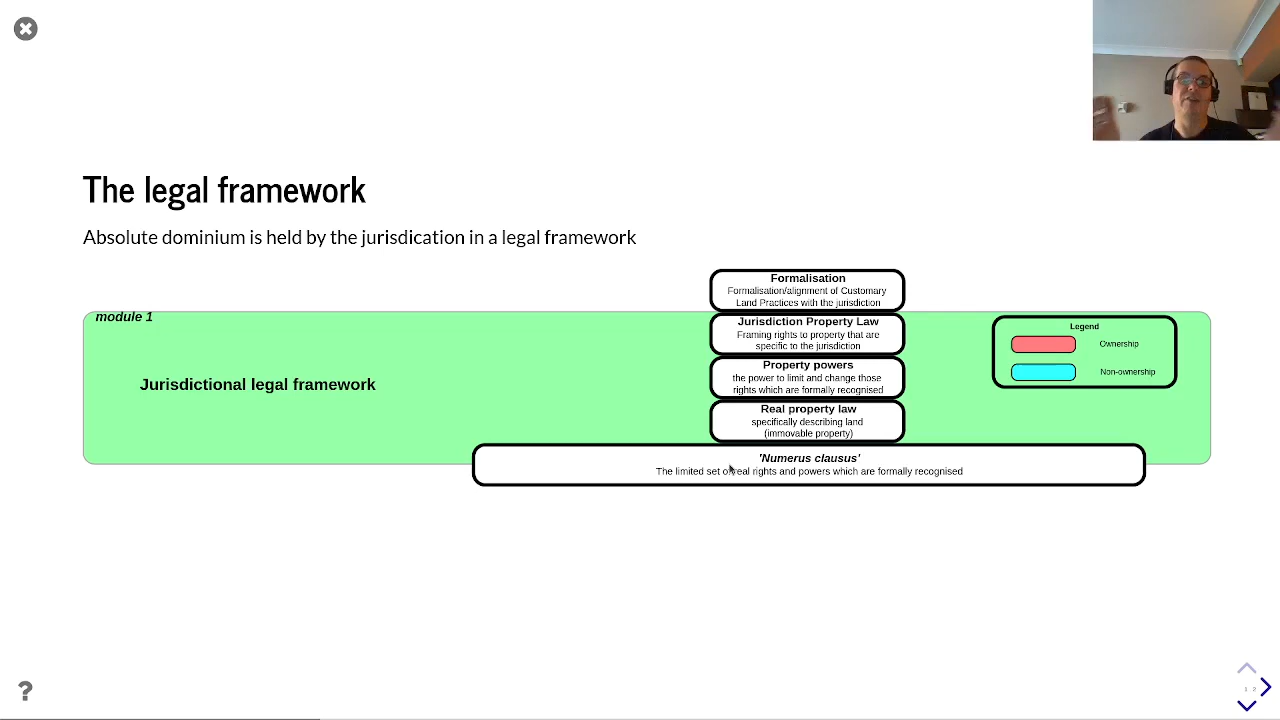 The legal framework
Absolute dominium is held by the jurisdication in a legal framework
Formalisation
Formalisation/alignment of Customary
Land Practices with the jurisdiction
module 1
Jurisdiction Property Law
Framing rights to property that are
specific to the jurisdiction
Legend
Ownership
Non-ownership
Property powers
the power to limit and change those
rights which are formally recognised
Jurisdictional legal framework
Real property law
specifically describing land
(immovable property)
'Numerus clausus'
The limited set of real rights and powers which are formally recognised
?
1 · 2